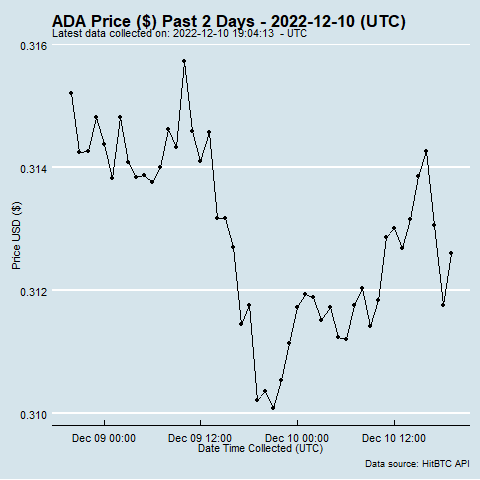 ADA Price ($) Past 2 Days - 2022-12-10 (UTC)
Latest data collected on: 2022-12-10 19:04:13  - UTC
0.316
0.314
0.312
0.310
Price USD ($)
Dec 09 00:00
Dec 09 12:00
Dec 10 00:00
Dec 10 12:00
Date Time Collected (UTC)
Data source: HitBTC API